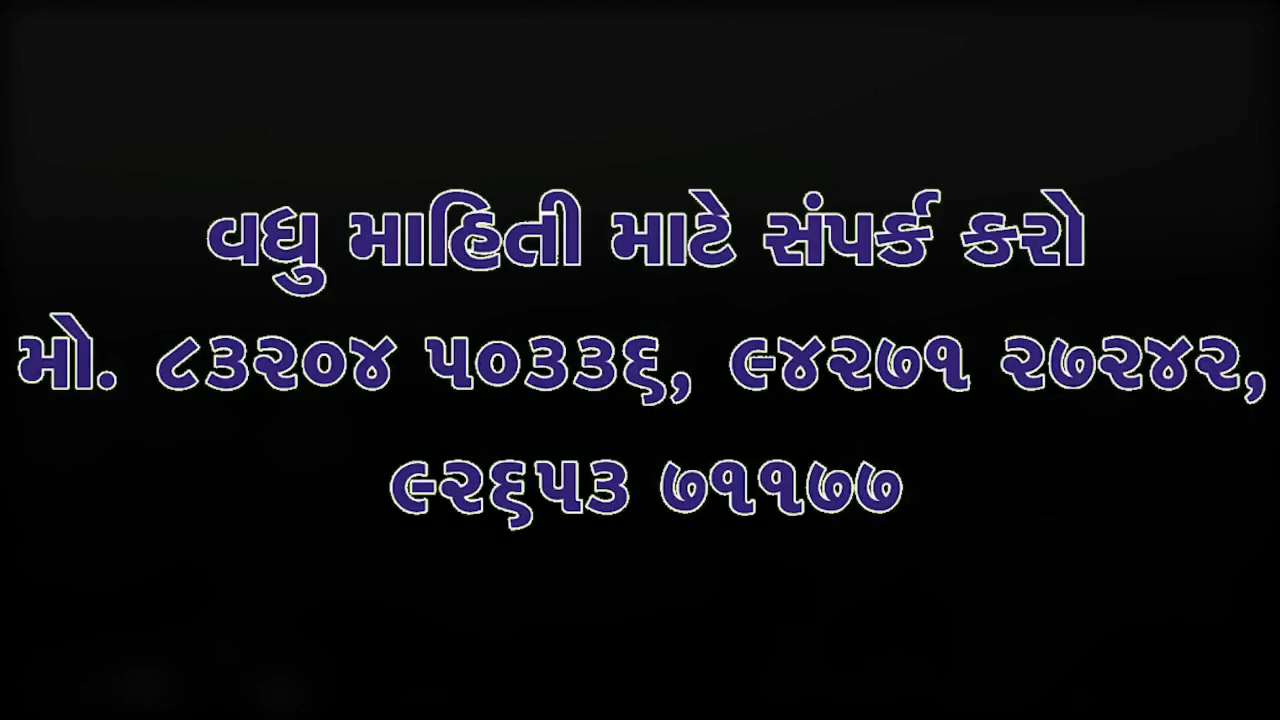 વધુ માહિતી માટે સંપર્ક કરો
મો. ૮૩૨૦૪ ૫૦૩૩૬, ૯૪૨૭૧ ૨૭૨૪૨,
૯૨૬૫૩ ૭૧૧૭૭